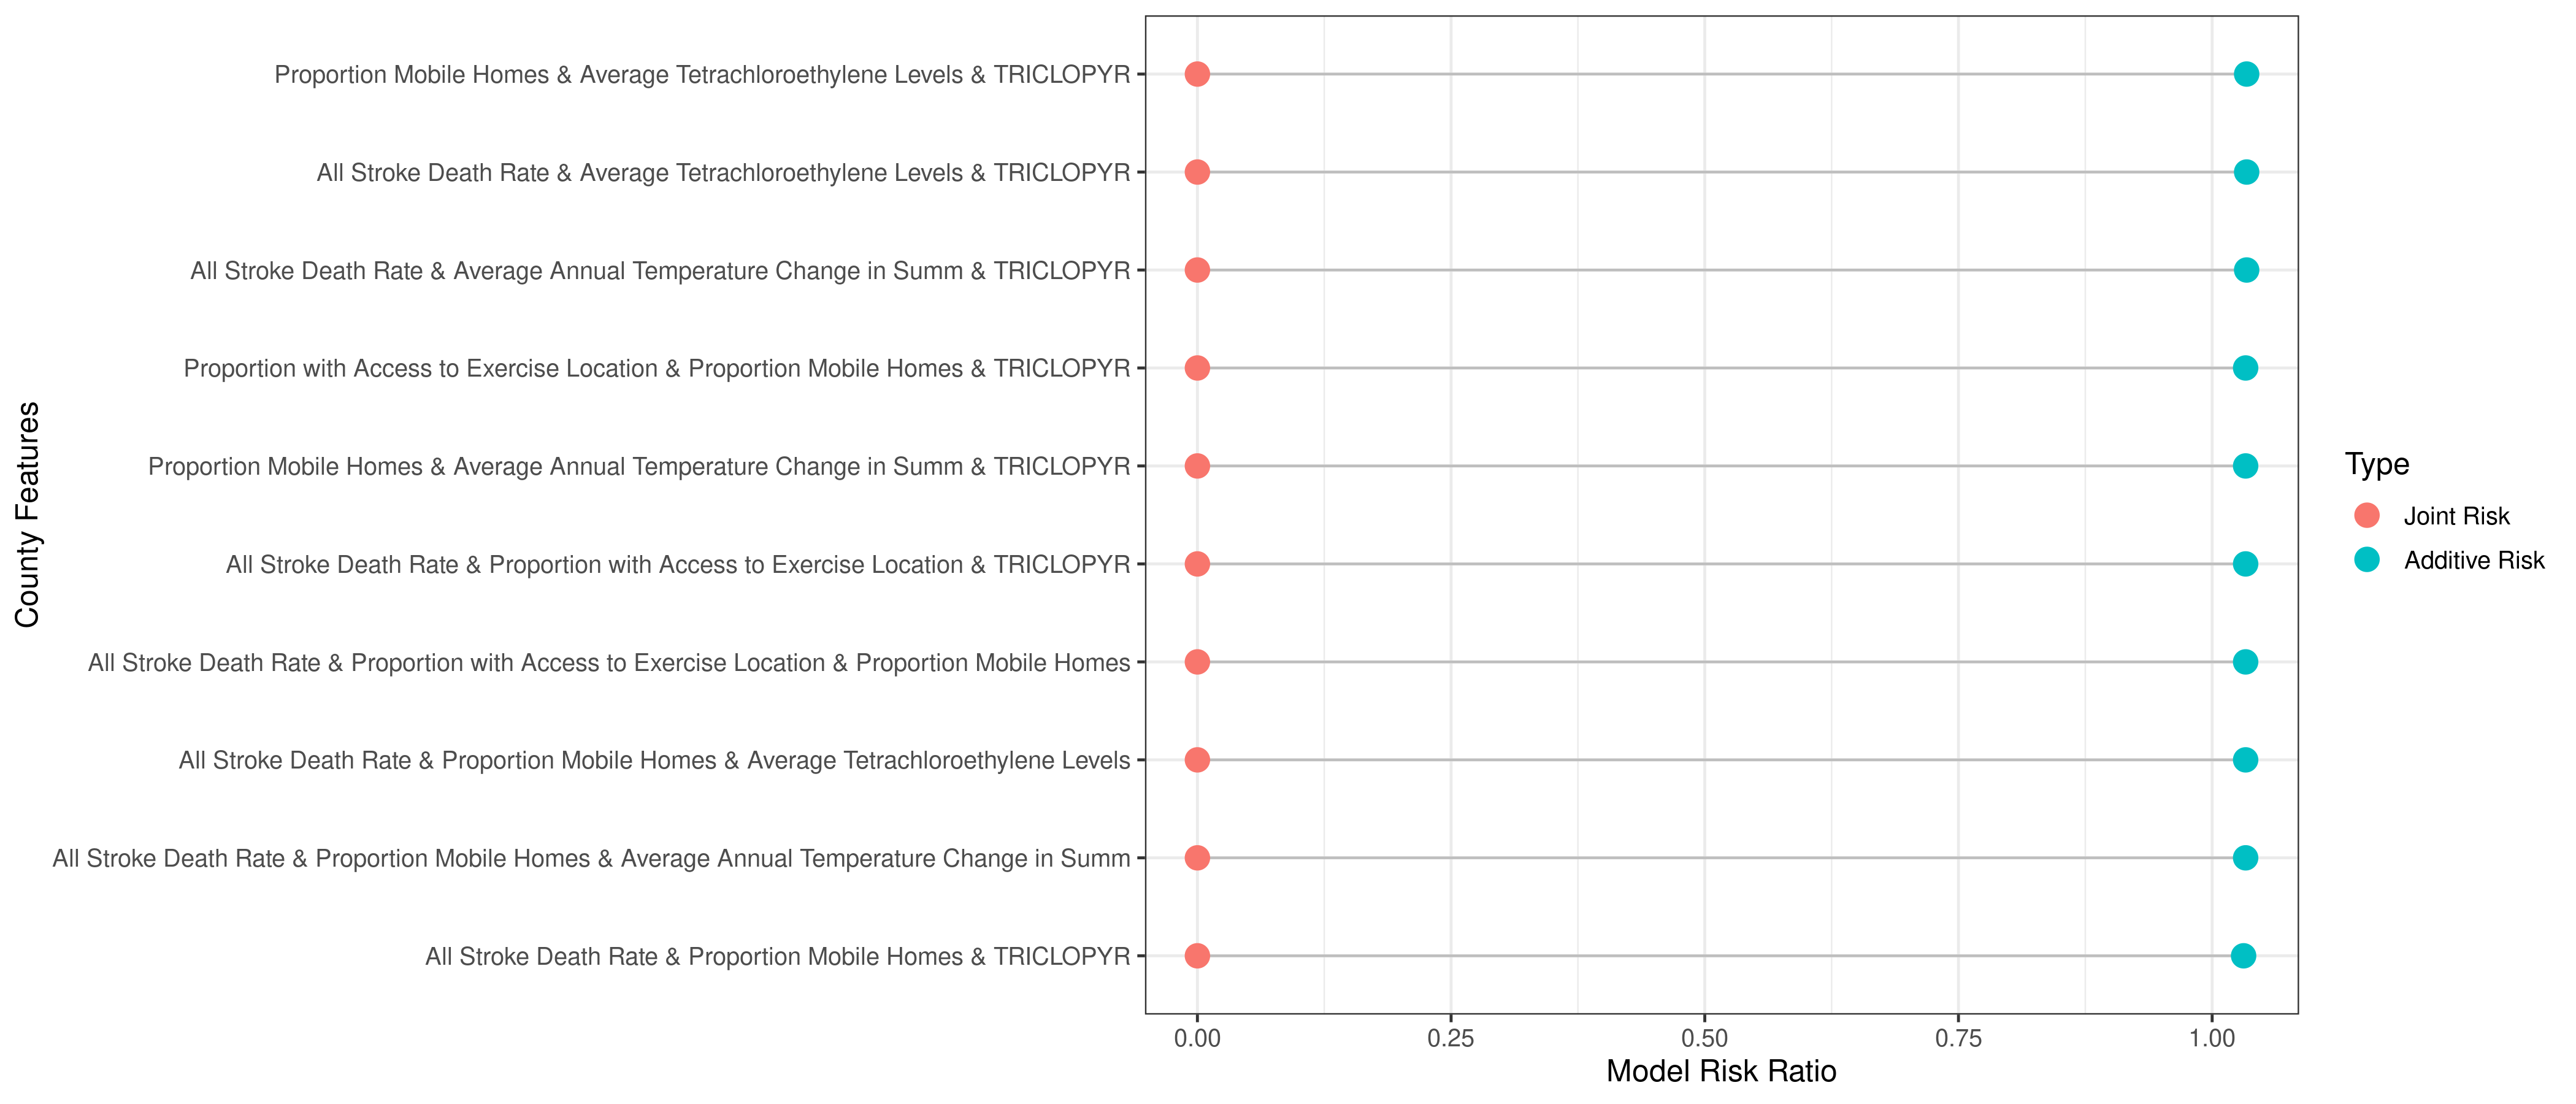 Proportion Mobile Homes & Average Tetrachloroethylene Levels & TRICLOPYR
All Stroke Death Rate & Average Tetrachloroethylene Levels & TRICLOPYR
All Stroke Death Rate & Average Annual Temperature Change in Summ & TRICLOPYR
Proportion with Access to Exercise Location & Proportion Mobile Homes & TRICLOPYR
Proportion Mobile Homes & Average Annual Temperature Change in Summ & TRICLOPYR
All Stroke Death Rate & Proportion with Access to Exercise Location & TRICLOPYR
All Stroke Death Rate & Proportion with Access to Exercise Location & Proportion Mobile Homes
All Stroke Death Rate & Proportion Mobile Homes & Average Tetrachloroethylene Levels
All Stroke Death Rate & Proportion Mobile Homes & Average Annual Temperature Change in Summ
All Stroke Death Rate & Proportion Mobile Homes & TRICLOPYR
County Features
0.00 0.25 0.50 0.75 1.00
Model Risk Ratio
Type
Joint Risk
Additive Risk